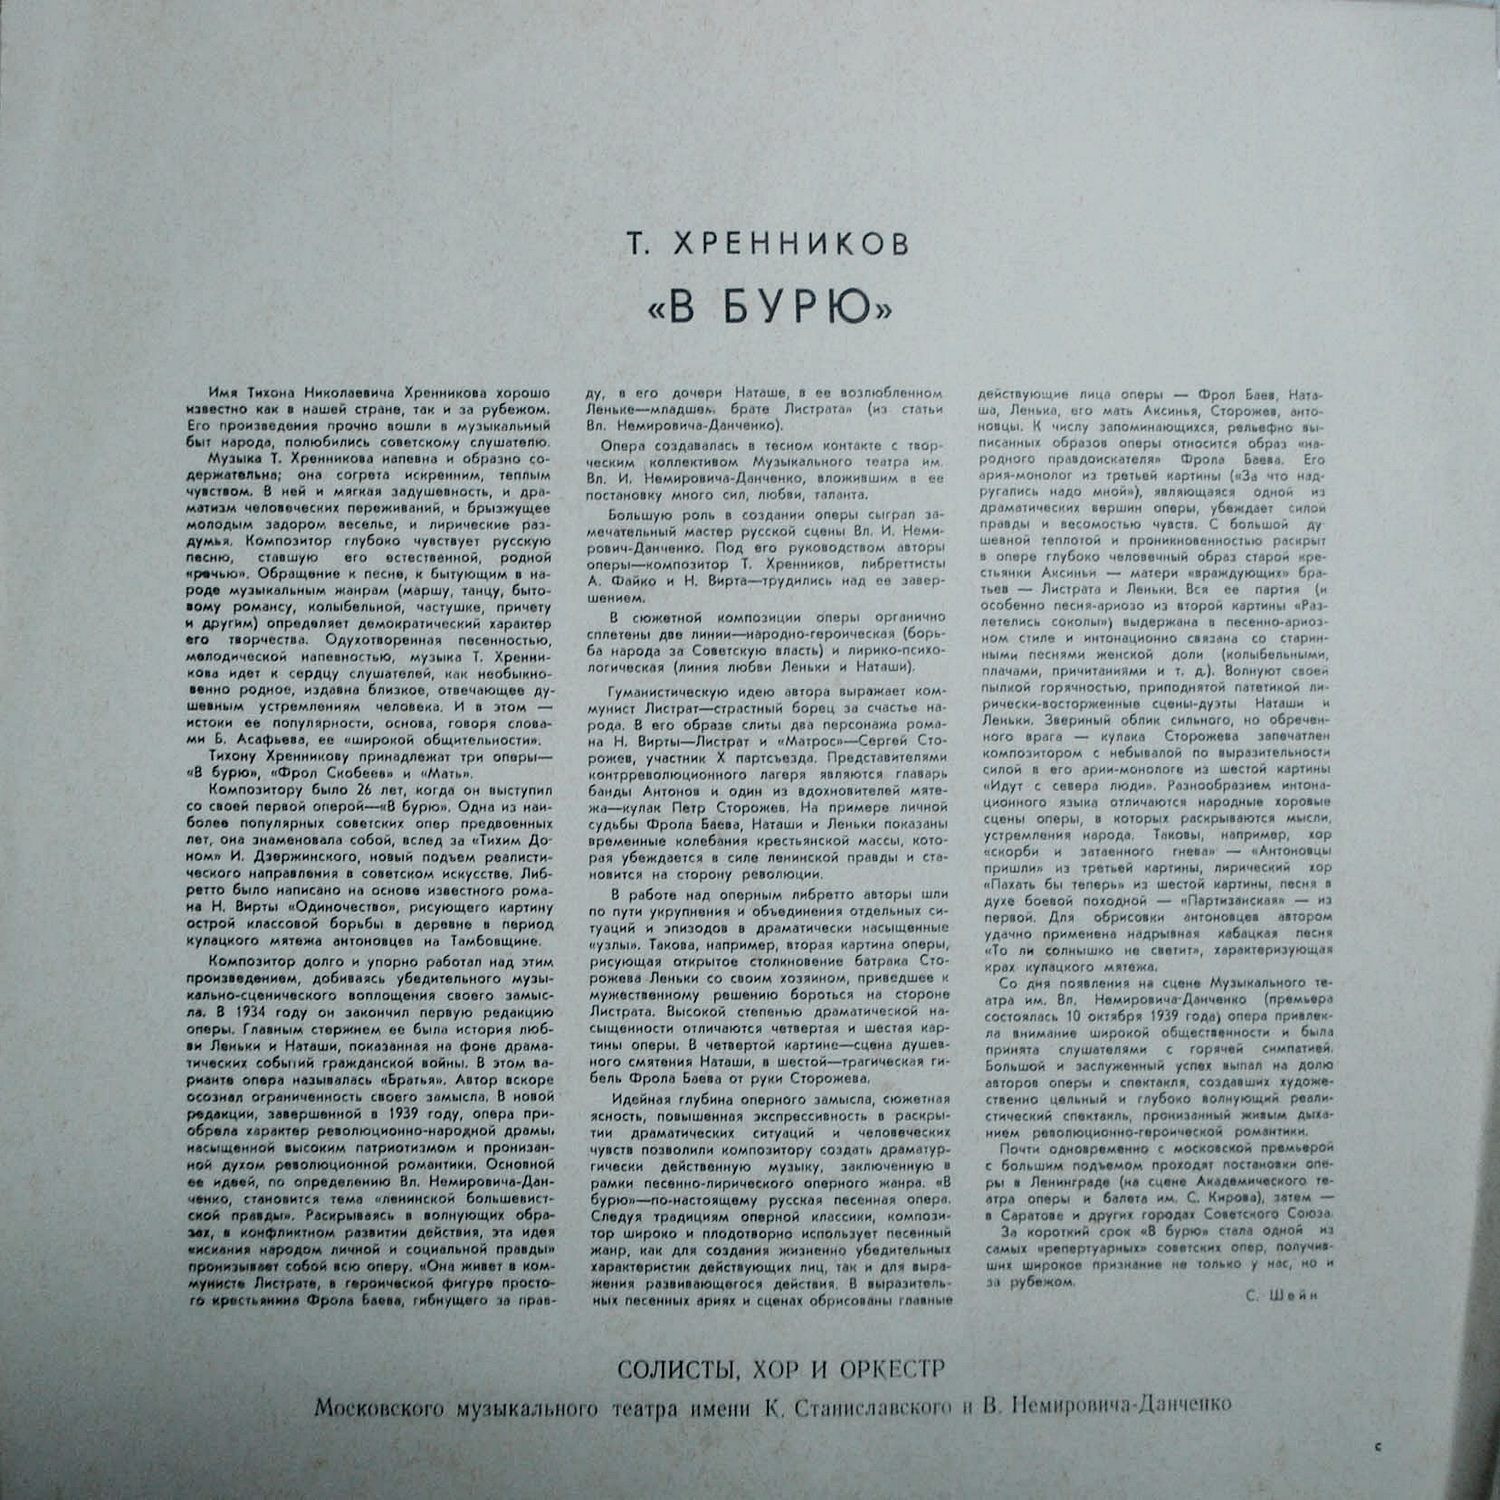 Т. ХРЕННИКОВ
«В БУРЮ»
Имя Тихона Николаевича Хренникова хорошо
известно как в нашей стране, так и за рубежом.
Его произведения прочно вошли в музыкальный
быт народа, полюбились советскому слушателю.
Музыка Т. Хренникова напевна и образно со-
держательна; она согрета искренним, теплым
чувством. В ней и мягкая задушевность, и дра-
матизм человеческих переживаний, и брызжущее
молодым задором веселье, и лирические раз-
думья. Композитор глубоко чувствует русскую
песню, ставшую его естественной, родной
«речью». Обращение к песне, к бытующим в на-
роде музыкальным жанрам (маршу, танцу, быто-
вому романсу, колыбельной, частушке, причету
и другим) определяет демократический характер
его творчества. Одухотворенная песенностью,
мелодической напевностью, музыка Т. Хренни-
кова идет к сердцу слушателей, как необыкно-
венно родное, издавна близкое, отвечающее ду-
шевным устремлениям человека. И в этом —
истоки ее популярности, основа, говоря слова-
ми Б. Асафьева, ее «широкой общительности».
Тихону Хренникову принадлежат три оперы—
«В бурю», «Фрол Скобеев» и «Мать».
Композитору было 26 лет, когда он выступил
со своей первой оперой—«В бурю». Одна из наи-
более популярных советских опер предвоенных
лет, она знаменовала собой, вслед за «Тихим До-
ном» И. Дзержинского, новый подъем реалисти-
ческого направления в советском искусстве. Либ-
ретто было написано на основе известного рома-
на Н. Вирты «Одиночество», рисующего картину
острой классовой борьбы в деревне в период
кулацкого мятежа антоновцев на Тамбовщине.
Композитор долго и упорно работал над этим
произведением, добиваясь убедительного музы-
кально-сценического воплощения своего замыс-
ла. В 1934 году он закончил первую редакцию
оперы. Главным стержнем ее была история люб-
ви Леньки и Наташи, показанная на фоне драма-
тических событий гражданской войны. В этом ва-
рианте опера называлась «Братья». Автор вскоре
осознал ограниченность своего замысла. В новой
редакции, завершенной в 1939 году, опера при-
обрела характер революционно-народной драмы,
насыщенной высоким патриотизмом и пронизан-
ной духом революционной романтики. Основной
ее идеей, по определению Вл. Немировича-Дан-
ченко, становится тема «ленинской большевист-
ской правды». Раскрываясь в волнующих обра-
зах, в конфликтном развитии действия, эта идея
«искания народом личной и социальной правды»
пронизывает собой всю оперу. «Она живет в ком-
мунисте Листрате, в героической фигуре просто-
го крестьянина Фрола Баева, гибнущего за прав-
ду, в его дочери Наташе, в ее возлюбленном
Леньке—младшем брате Листрата» (из статьи
Вл. Немировича-Данченко).
Опера создавалась в тесном контакте с твор-
ческим коллективом Музыкального театра им.
Вл. И. Немировича-Данченко, вложившим в ее
постановку много сил, любви, таланта.
Большую роль в создании оперы сыграл за-
мечательный мастер русской сцены Вл. И. Неми-
рович-Данченко. Под его руководством авторы
оперы—композитор Т. Хренников, либреттисты
А. Файко и Н. Вирта—трудились над ее завер-
шением.
В сюжетной композиции оперы органично
сплетены две линии—народно-героическая (борь-
ба народа за Советскую власть) и лирико-психо-
логическая (линия любви Леньки и Наташи).
Гуманистическую идею автора выражает ком-
мунист Листрат—страстный борец за счастье на-
рода. В его образе слиты два персонажа рома-
на Н. Вирты—Листрат и «Матрос»—Сергей Сто-
рожев, участник X партсъезда. Представителями
контрреволюционного лагеря являются главарь
банды Антонов и один из вдохновителей мяте-
жа—кулак Петр Сторожев. На примере личной
судьбы Фрола Баева, Наташи и Леньки показаны
временные колебания крестьянской массы, кото-
рая убеждается в силе ленинской правды и ста-
новится на сторону революции.
В работе над оперным либретто авторы шли
по пути укрупнения и объединения отдельных си-
туаций и эпизодов в драматически насыщенные
«узлы». Такова, например, вторая картина оперы,
рисующая открытое столкновение батрака Сто-
рожева Леньки со своим хозяином, приведшее к
мужественному решению бороться на стороне
Листрата. Высокой степенью драматической на-
сыщенности отличаются четвертая и шестая кар-
тины оперы. В четвертой картине—сцена душев-
ного смятения Наташи, в шестой—трагическая ги-
бель Фрола Баева от руки Сторожева.
Идейная глубина оперного замысла, сюжетная
ясность, повышенная экспрессивность в раскры-
тии драматических ситуаций и человеческих
чувств позволили композитору создать драматур-
гически действенную музыку, заключенную в
рамки песенно-лирического оперного жанра. «В
бурю»—по-настоящему русская песенная опера.
Следуя традициям оперной классики, компози-
тор широко и плодотворно использует песенный
жанр, как для создания жизненно убедительных
характеристик действующих лиц, так и для выра-
жения развивающегося действия. В выразитель-
ных песенных ариях и сценах обрисованы главные
действующие лица оперы — Фрол Баев, Ната-
ша, Ленька, его мать Аксинья, Сторожев, анто-
новцы. К числу запоминающихся, рельефно вы-
писанных образов оперы относится образ «на-
родного правдоискателя» Фрола Баева. Его
ария-монолог из третьей картины («За что над-
ругались надо мной»), являющаяся одной из
драматических вершин оперы, убеждает силой
правды и весомостью чувств. С большой ду-
шевной теплотой и проникновенностью раскрыт
в опере глубоко человечный образ старой кре-
стьянки Аксиньи — матери «враждующих» бра-
тьев — Листрата и Леньки. Вся ее партия (и
особенно песня-ариозо из второй картины «Раз-
летелись соколы») выдержана в песенно-ариоз-
ном стиле и интонационно связана со старин-
ными песнями женской доли (колыбельными,
плачами, причитаниями и т. д.). Волнуют своей
пылкой горячностью, приподнятой патетикой ли-
рически-восторженные сцены-дуэты Наташи и
Леньки. Звериный облик сильного, но обречен-
ного врага — кулака Сторожева запечатлен
композитором с небывалой по выразительности
силой в его арии-монологе из шестой картины
«Идут с севера люди». Разнообразием интона-
ционного языка отличаются народные хоровые
сцены оперы, в которых раскрываются мысли,
устремления народа. Таковы, например, хор
«скорби и затаенного гнева» — «Антоновцы
пришли» из третьей картины, лирический хор
«Пахать бы теперь» из шестой картины, песня в
духе боевой походной — «Партизанская» — из
первой. Для обрисовки антоновцев автором
удачно применена надрывная кабацкая песня
«То ли солнышко не светит», характеризующая
крах кулацкого мятежа.
Со дня появления на сцене Музыкального те-
атра им. Вл. Немировича-Данченко (премьера
состоялась 10 октября 1939 года) опера привлек-
ла внимание широкой общественности и была
принята слушателями с горячей симпатией.
Большой и заслуженный успех выпал на долю
авторов оперы и спектакля, создавших художе-
ственно цельный и глубоко волнующий реали-
стический спектакль, пронизанный живым дыха-
нием революционно-героической романтики.
Почти одновременно с московской премьерой
с большим подъемом проходят постановки опе-
ры в Ленинграде (на сцене Академического те-
атра оперы и балета им. С. Кирова), затем —
в Саратове и других городах Советского Союза.
За короткий срок «В бурю» стала одной из
самых «репертуарных» советских опер, получив-
ших широкое признание не только у нас, но и
за рубежом.
С. Шейн
СОЛИСТЫ, ХОР И ОРКЕСТР
Московского музыкального театра имени К. Станиславского и В. Немировича-Данченко
с